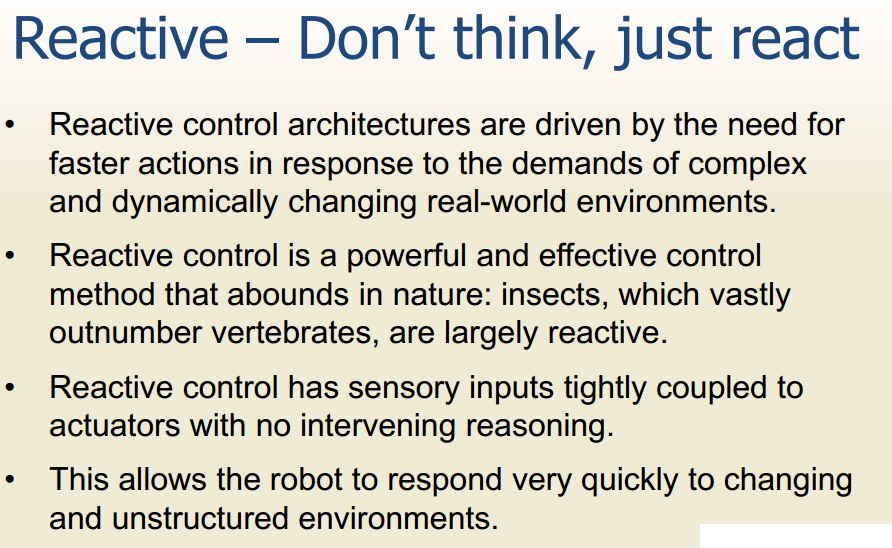 Reactive – Don’t think, just react
• Reactive control architectures are driven by the need for
faster actions in response to the demands of complex
and dynamically changing real-world environments.
• Reactive control is a powerful and effective control
method that abounds in nature: insects, which vastly
outnumber vertebrates, are largely reactive.
• Reactive control has sensory inputs tightly coupled to
actuators with no intervening reasoning.
• This allows the robot to respond very quickly to changing
and unstructured environments.